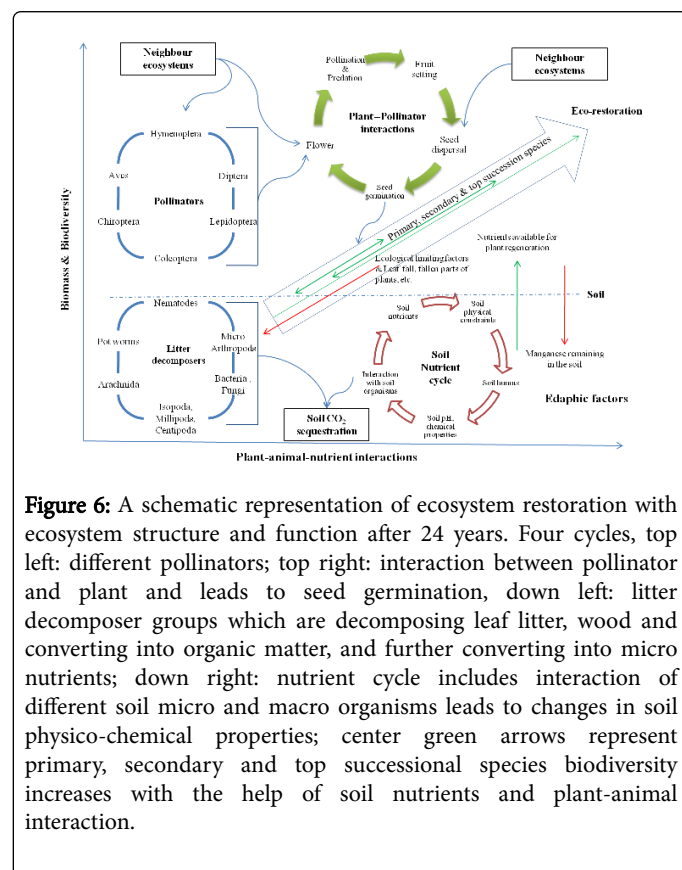 Neighbour
ecosystems
Pollination
& Predation
Fruit
setting
Neighbour
ecosystems
Eco-restoration
Hymenoptera
Plant–Pollinator
interactions
Flower
Seed
dispersal
Aves
Diptera
Pollinators
Seed
germination
Primary, secondary & top succession species
Chiroptera
Lepidoptera
Coleoptera
Nutrients available for
plant regeneration
Ecological limiting factors
& Leaf fall, fallen parts of
plants, etc.
Biomass & Biodiversity
Nematodes
Soil
Soil
nutrients
Soil
physical
constraints
Pot worms
Litter
decomposers
Micro
Arthropoda
Soil
Nutrient
cycle
Manganese remaining
in the soil
Arachnida
Bacteria,
Fungi
Interaction
with soil
organisms
Soil humus
Isopoda,
Millipoda,
Centipoda
Soil CO₂
sequestration
Soil pH,
chemical
properties
Edaphic factors
Plant-animal-nutrient interactions
Figure 6: A schematic representation of ecosystem restoration with
ecosystem structure and function after 24 years. Four cycles, top
left: different pollinators; top right: interaction between pollinator
and plant and leads to seed germination, down left: litter
decomposer groups which are decomposing leaf litter, wood and
converting into organic matter, and further converting into micro
nutrients; down right: nutrient cycle includes interaction of
different soil micro and macro organisms leads to changes in soil
physico-chemical properties; center green arrows represent
primary, secondary and top successional species biodiversity
increases with the help of soil nutrients and plant-animal
interaction.